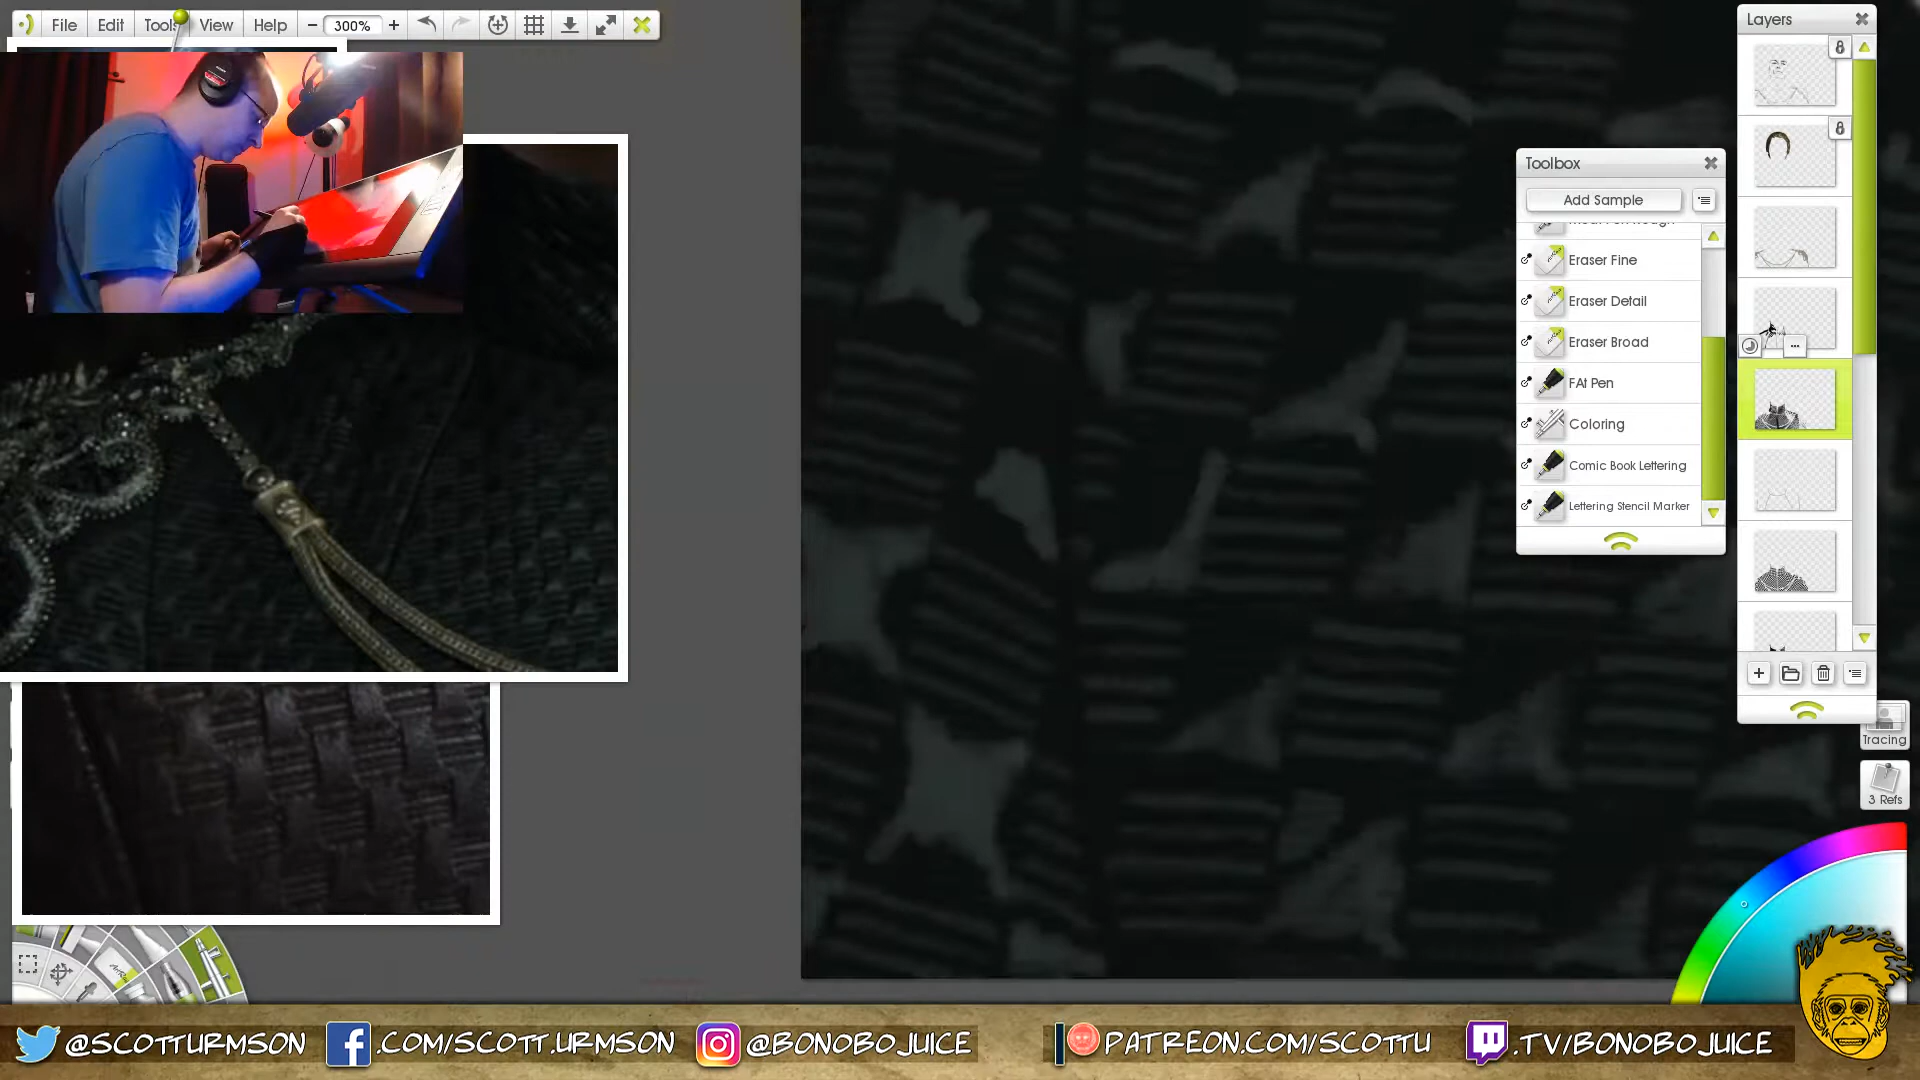 File Edit Tools View Help 300%
Layers
Toolbox
Add Sample
Eraser Fine
Eraser Detail
Eraser Broad
FAt Pen
Coloring
Comic Book Lettering
Lettering Stencil Marker
Tracing
3 Refs
@SCOTTURMSON .COM/SCOTT.URMSON @BONOBOJUICE PATREON.COM/SCOTTU .TV/BONOBOJUICE